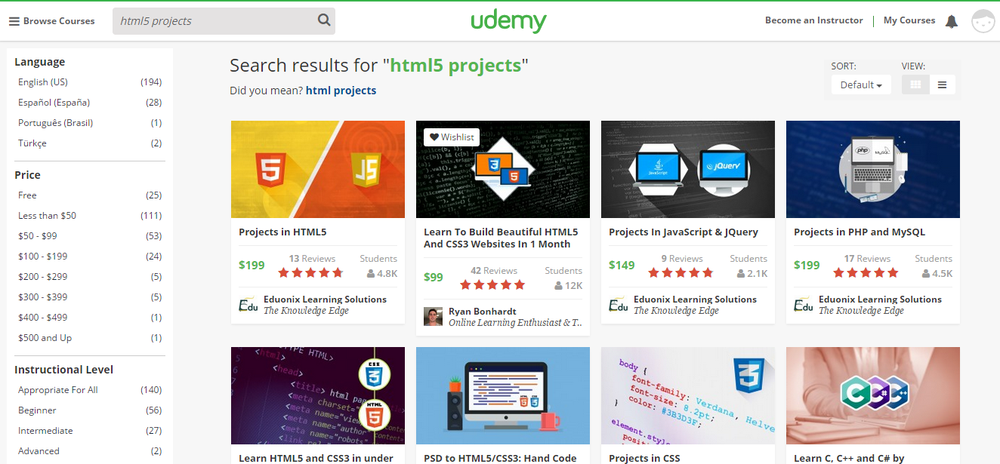 Browse Courses
html5 projects
udemy
Become an Instructor
My Courses
Language
English (US) (194)
Español (España) (28)
Português (Brasil) (1)
Türkçe (2)
Price
Free (25)
Less than $50 (111)
$50 - $99 (53)
$100 - $199 (24)
$200 - $299 (5)
$300 - $399 (5)
$400 - $499 (1)
$500 and Up (1)
Instructional Level
Appropriate For All (140)
Beginner (56)
Intermediate (27)
Advanced (2)
Search results for "html5 projects"
Did you mean? html projects
SORT:
Default
VIEW:
5
JS
Projects in HTML5
$199
13 Reviews
Students
4.8K
Edu
Eduonix Learning Solutions
The Knowledge Edge
Wishlist
3
5
Learn To Build Beautiful HTML5
And CSS3 Websites In 1 Month
$99
42 Reviews
Students
12K
Ryan Bonhardt
Online Learning Enthusiast & T..
JavaScript
jQuery
Projects In JavaScript & JQuery
$149
9 Reviews
Students
2.1K
Edu
Eduonix Learning Solutions
The Knowledge Edge
php
MySQL
Projects in PHP and MySQL
$199
17 Reviews
Students
4.5K
Edu
Eduonix Learning Solutions
The Knowledge Edge
<html>
<head>
<title> html pag
<meta charset=
<meta name="view
<meta name="author" content=
<meta name="robots"
<link rel=
CSS
3
HTML
5
Learn HTML5 and CSS3 in under
PSD to HTML5/CSS3: Hand Code
body {
font-family: Verdana, Helve
font-size: 8.2pt;
color: #3B3D3F;
}
element.style
3
Projects in CSS
C
C#
C++
Learn C, C++ and C# by